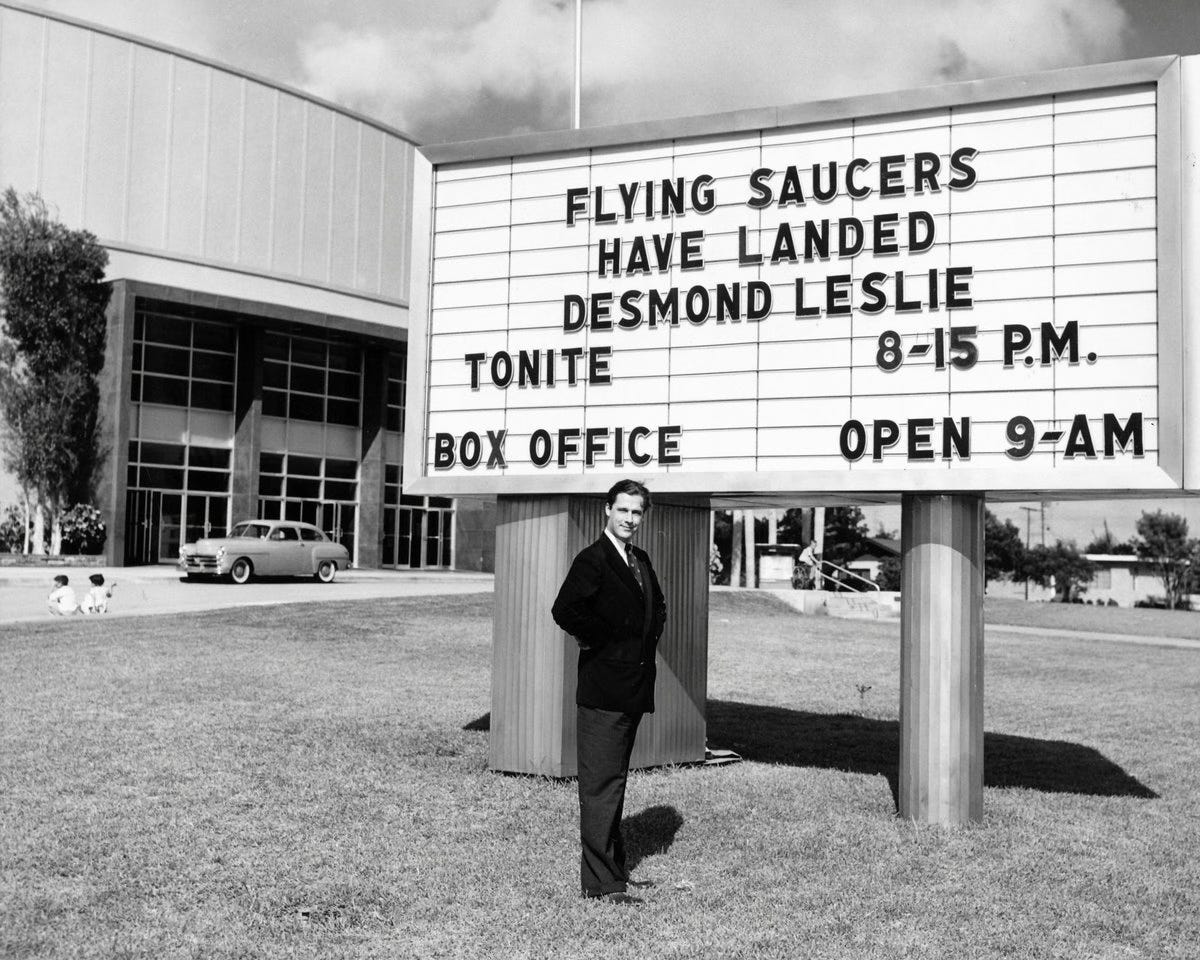 FLYING SAUCERS
HAVE LANDED
DESMOND LESLIE
TONITE 8-15 P.M.
BOX OFFICE OPEN 9-AM